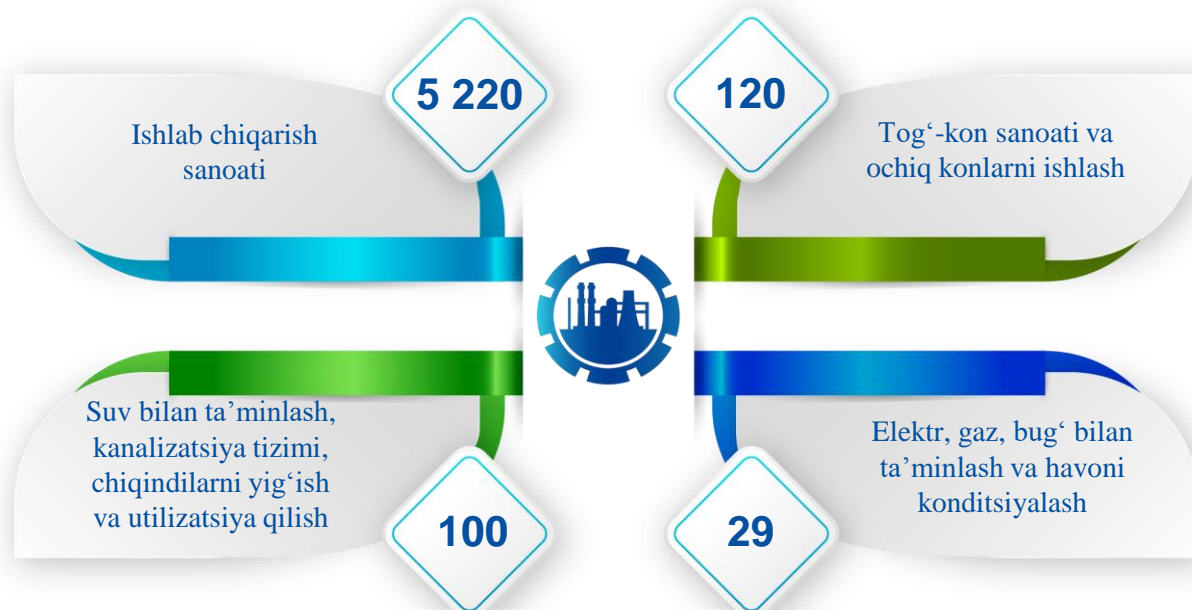 5 220
Ishlab chiqarish
sanoati
120
Tog‘-kon sanoati va
ochiq konlarni ishlash
Suv bilan ta’minlash,
kanalizatsiya tizimi,
chiqindilarni yig‘ish
va utilizatsiya qilish
100
Elektr, gaz, bug‘ bilan
ta’minlash va havoni
konditsiyalash
29